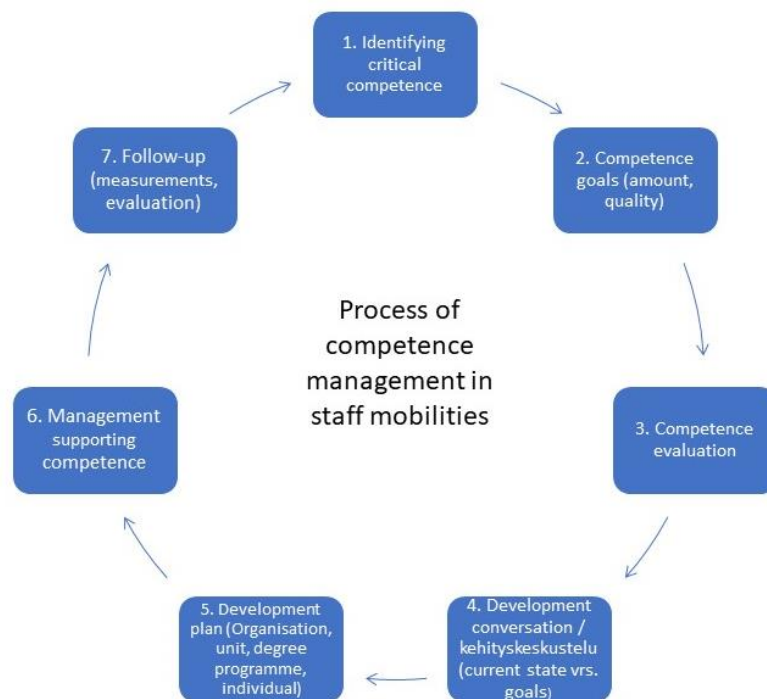 1. Identifying
critical
competence
2. Competence
goals (amount,
quality)
3. Competence
evaluation
4. Development
conversation /
kehityskeskustelu
(current state vrs.
goals)
5. Development
plan (Organisation,
unit, degree
programme,
individual)
6. Management
supporting
competence
7. Follow-up
(measurements,
evaluation)
Process of
competence
management in
staff mobilities